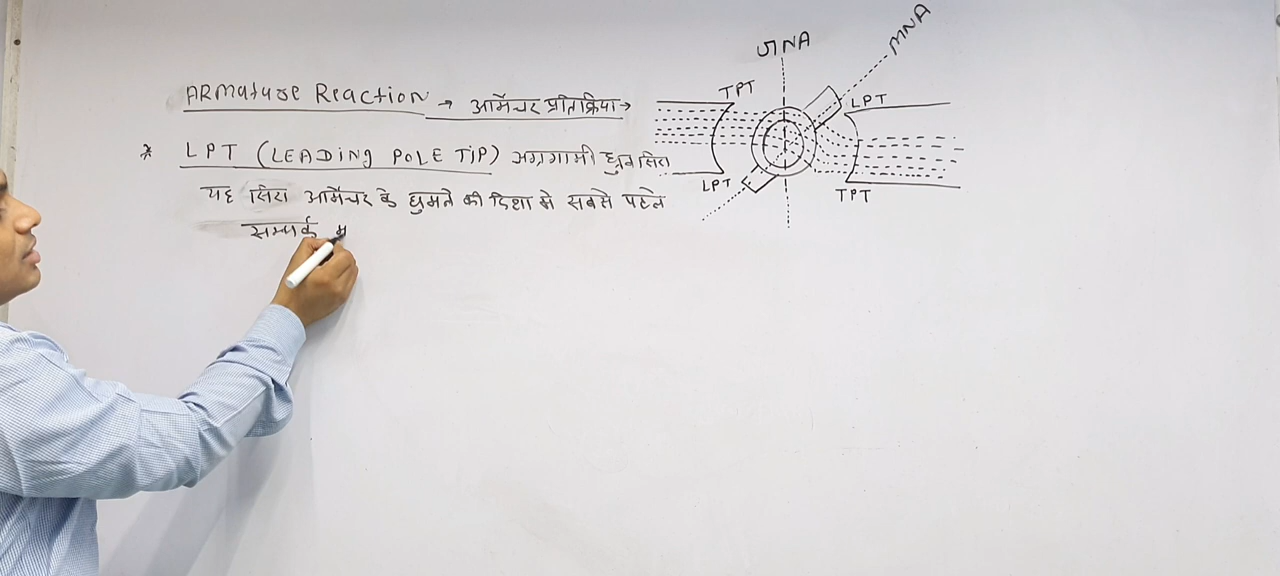 ARmature Reaction → आर्मेचर प्रतिक्रिया →
* LPT (LEADING POLE TIP) अग्रगामी ध्रुव सिरा
यह सिरा आर्मेचर के घुमने की दिशा से सबसे पहले
सम्पर्क
GNA
MNA
TPT
LPT
LPT
TPT